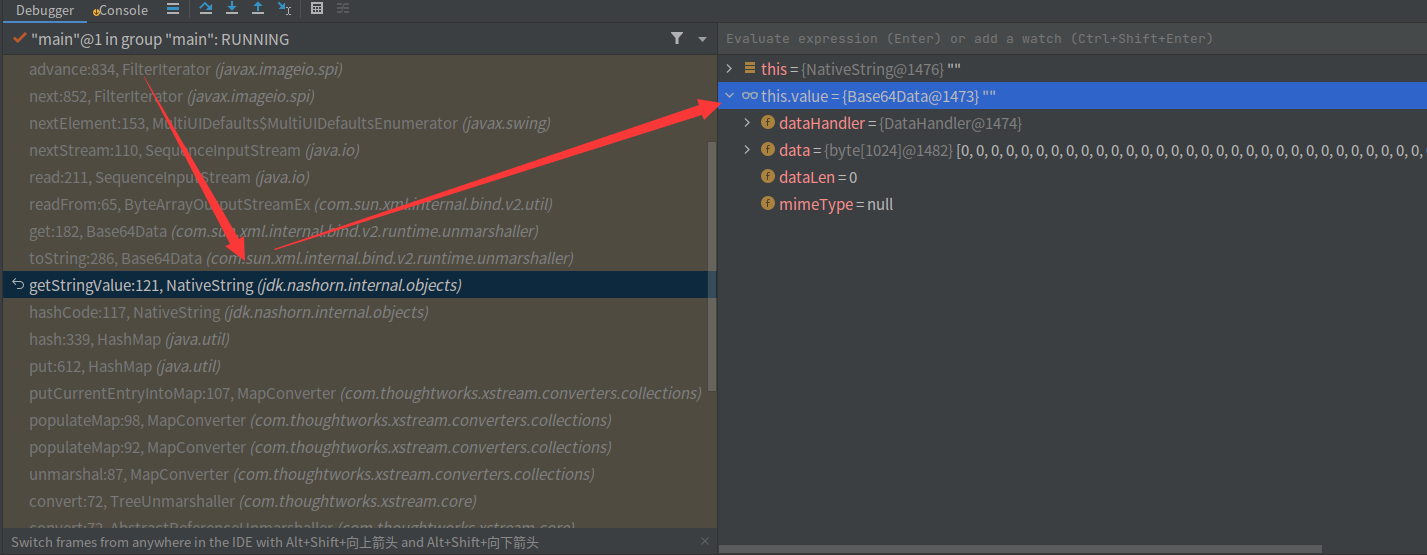 Debugger Console
"main"@1 in group "main": RUNNING
advance:834, FilterIterator (javax.imageio.spi)
next:852, FilterIterator (javax.imageio.spi)
nextElement:153, MultiUIDefaults$MultiUIDefaultsEnumerator (javax.swing)
nextStream:110, SequenceInputStream (java.io)
read:211, SequenceInputStream (java.io)
readFrom:65, ByteArrayOutputStreamEx (com.sun.xml.internal.bind.v2.util)
get:182, Base64Data (com.sun.xml.internal.bind.v2.runtime.unmarshaller)
toString:286, Base64Data (com.sun.xml.internal.bind.v2.runtime.unmarshaller)
getStringValue:121, NativeString (jdk.nashorn.internal.objects)
hashCode:117, NativeString (jdk.nashorn.internal.objects)
hash:339, HashMap (java.util)
put:612, HashMap (java.util)
putCurrentEntryIntoMap:107, MapConverter (com.thoughtworks.xstream.converters.collections)
populateMap:98, MapConverter (com.thoughtworks.xstream.converters.collections)
populateMap:92, MapConverter (com.thoughtworks.xstream.converters.collections)
unmarshal:87, MapConverter (com.thoughtworks.xstream.converters.collections)
convert:72, TreeUnmarshaller (com.thoughtworks.xstream.core)
convert:72, AbstractReferenceUnmarshaller (com.thoughtworks.xstream.core)
Switch frames from anywhere in the IDE with Alt+Shift+向上箭头 and Alt+Shift+向下箭头
Evaluate expression (Enter) or add a watch (Ctrl+Shift+Enter)
this = {NativeString@1476} ""
this.value = {Base64Data@1473} ""
dataHandler = {DataHandler@1474}
data = {byte[1024]@1482} [0, 0, 0, 0, 0, 0, 0, 0, 0, 0, 0, 0, 0, 0, 0, 0, 0, 0, 0, 0, 0, 0, 0, 0, 0, 0, 0, 0, 0, 0, 0,
dataLen = 0
mimeType = null